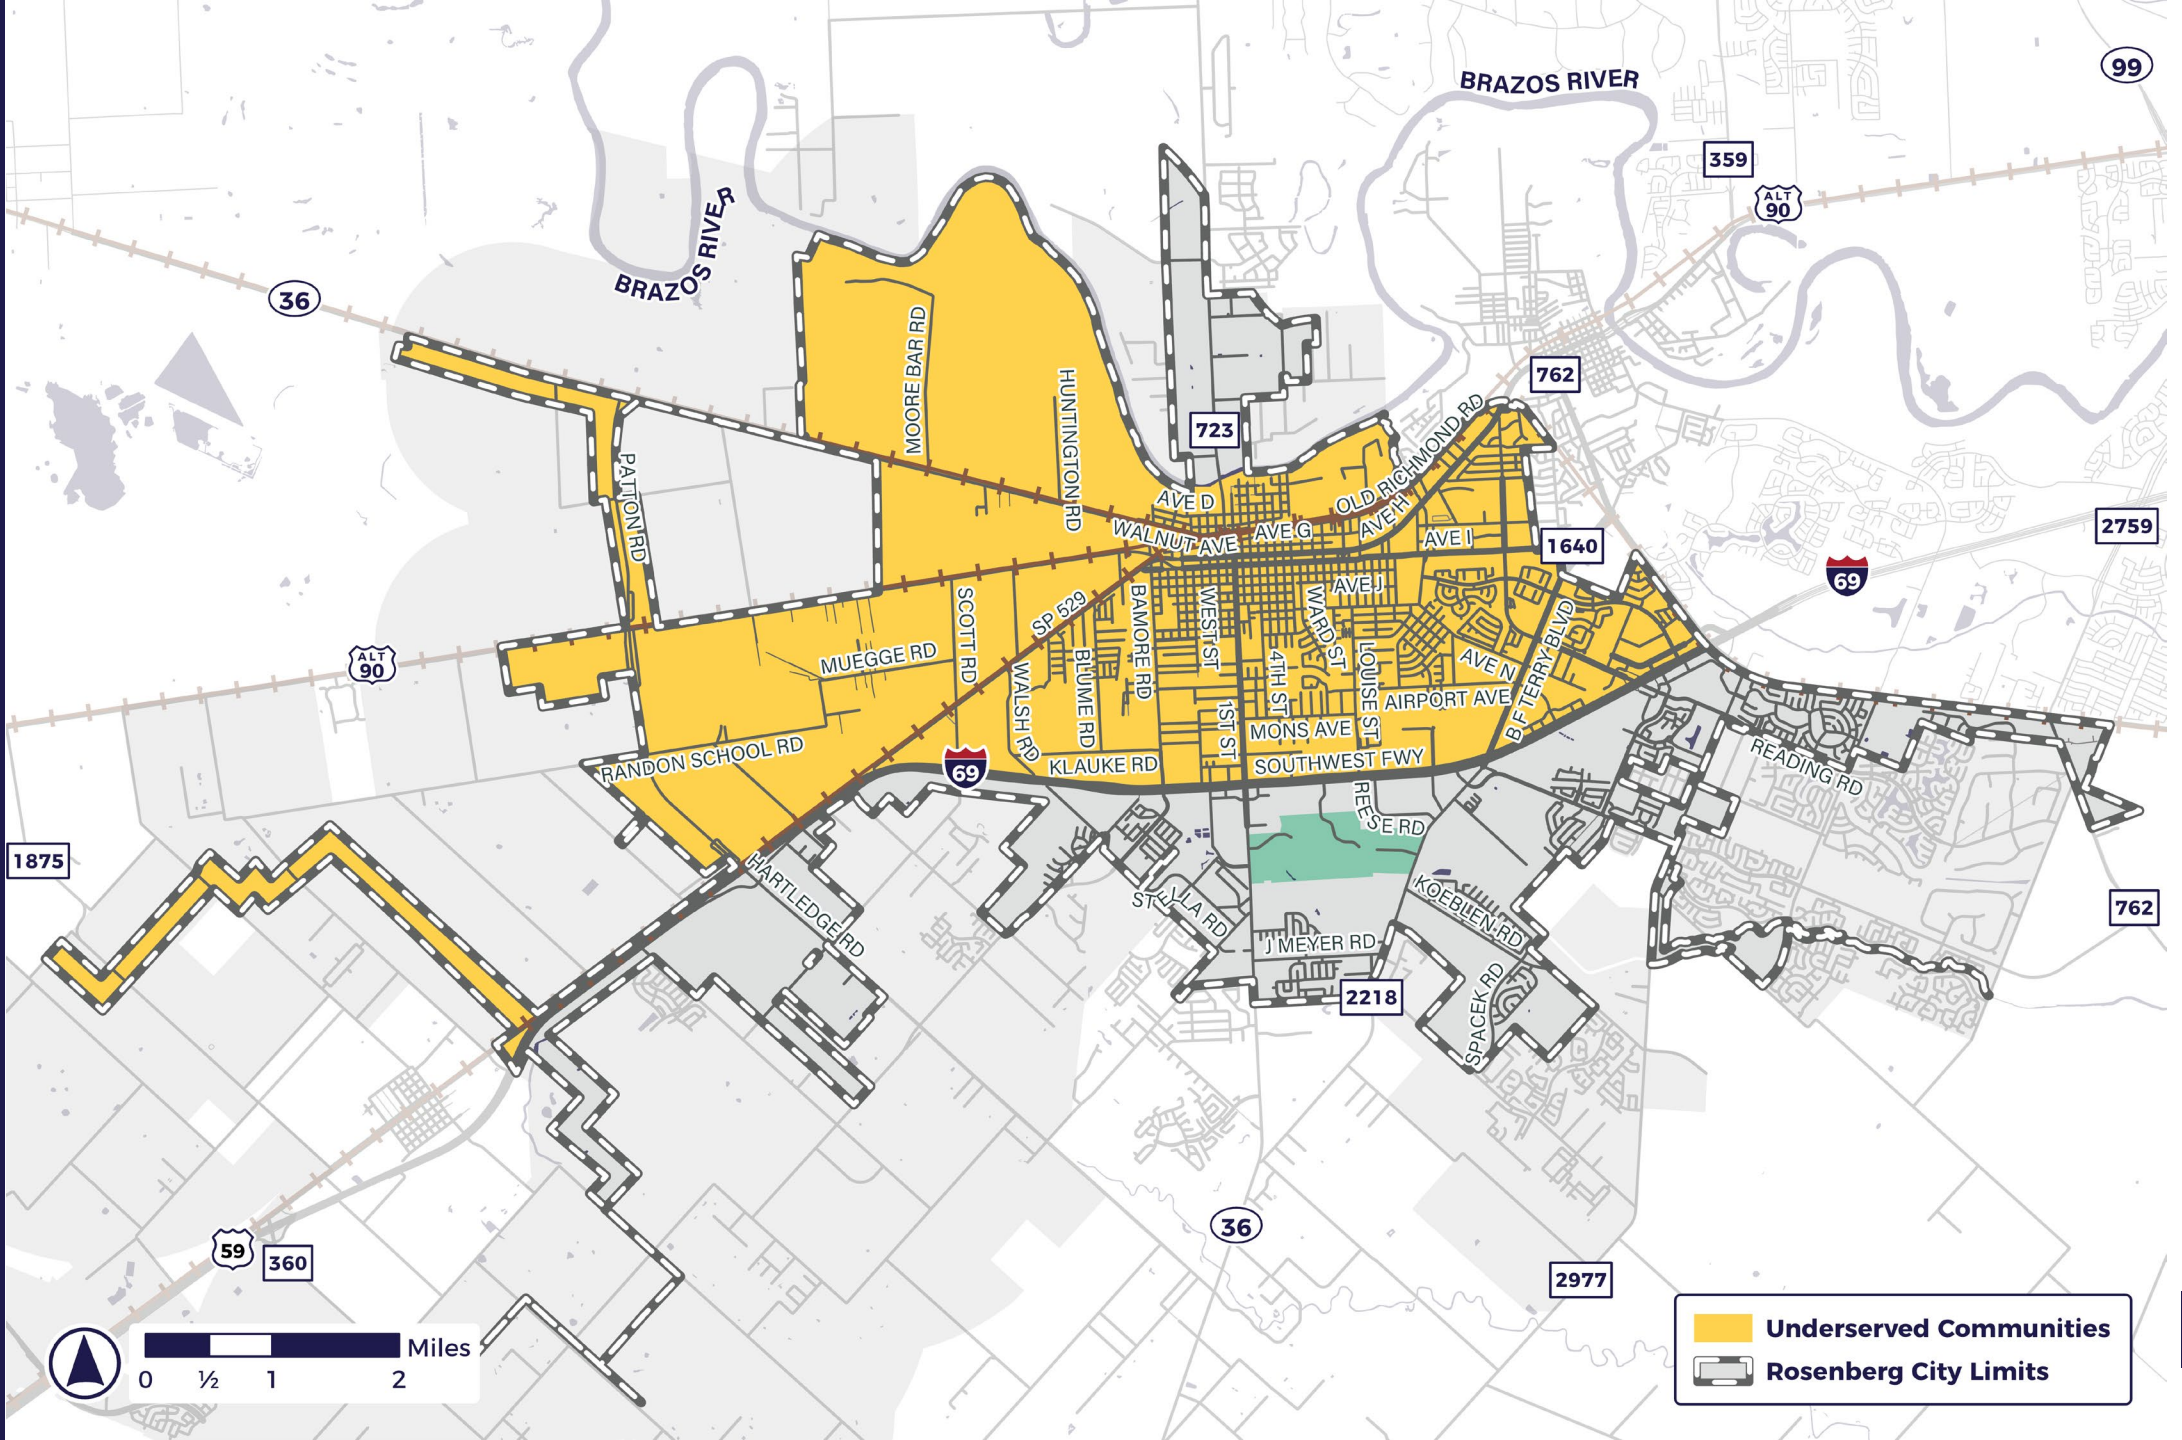 BRAZOS RIVER
99
359
ALT
90
BRAZOS RIVER
36
MOORE BAR RD
HUNTINGTON RD
762
723
OLD RICHMOND RD
PATTON RD
AVE D
WALNUT AVE
AVE G
AVE H
AVE I
1640
2759
69
AVE J
SCOTT RD
SP 529
BAMORE RD
WEST ST
WARD ST
BF TERRY BLVD
ALT
90
MUEGGE RD
WALSH RD
BLUME RD
4TH ST
LOUISE ST
AVE N
AIRPORT AVE
1ST ST
MONS AVE
RANDON SCHOOL RD
69
KLAUKE RD
SOUTHWEST FWY
READING RD
REESE RD
1875
HARTLEDGE RD
STELLA RD
KOEBLEN RD
762
J MEYER RD
2218
SPACEK RD
36
59
360
2977
Underserved Communities
Rosenberg City Limits
Miles
0 ½ 1 2